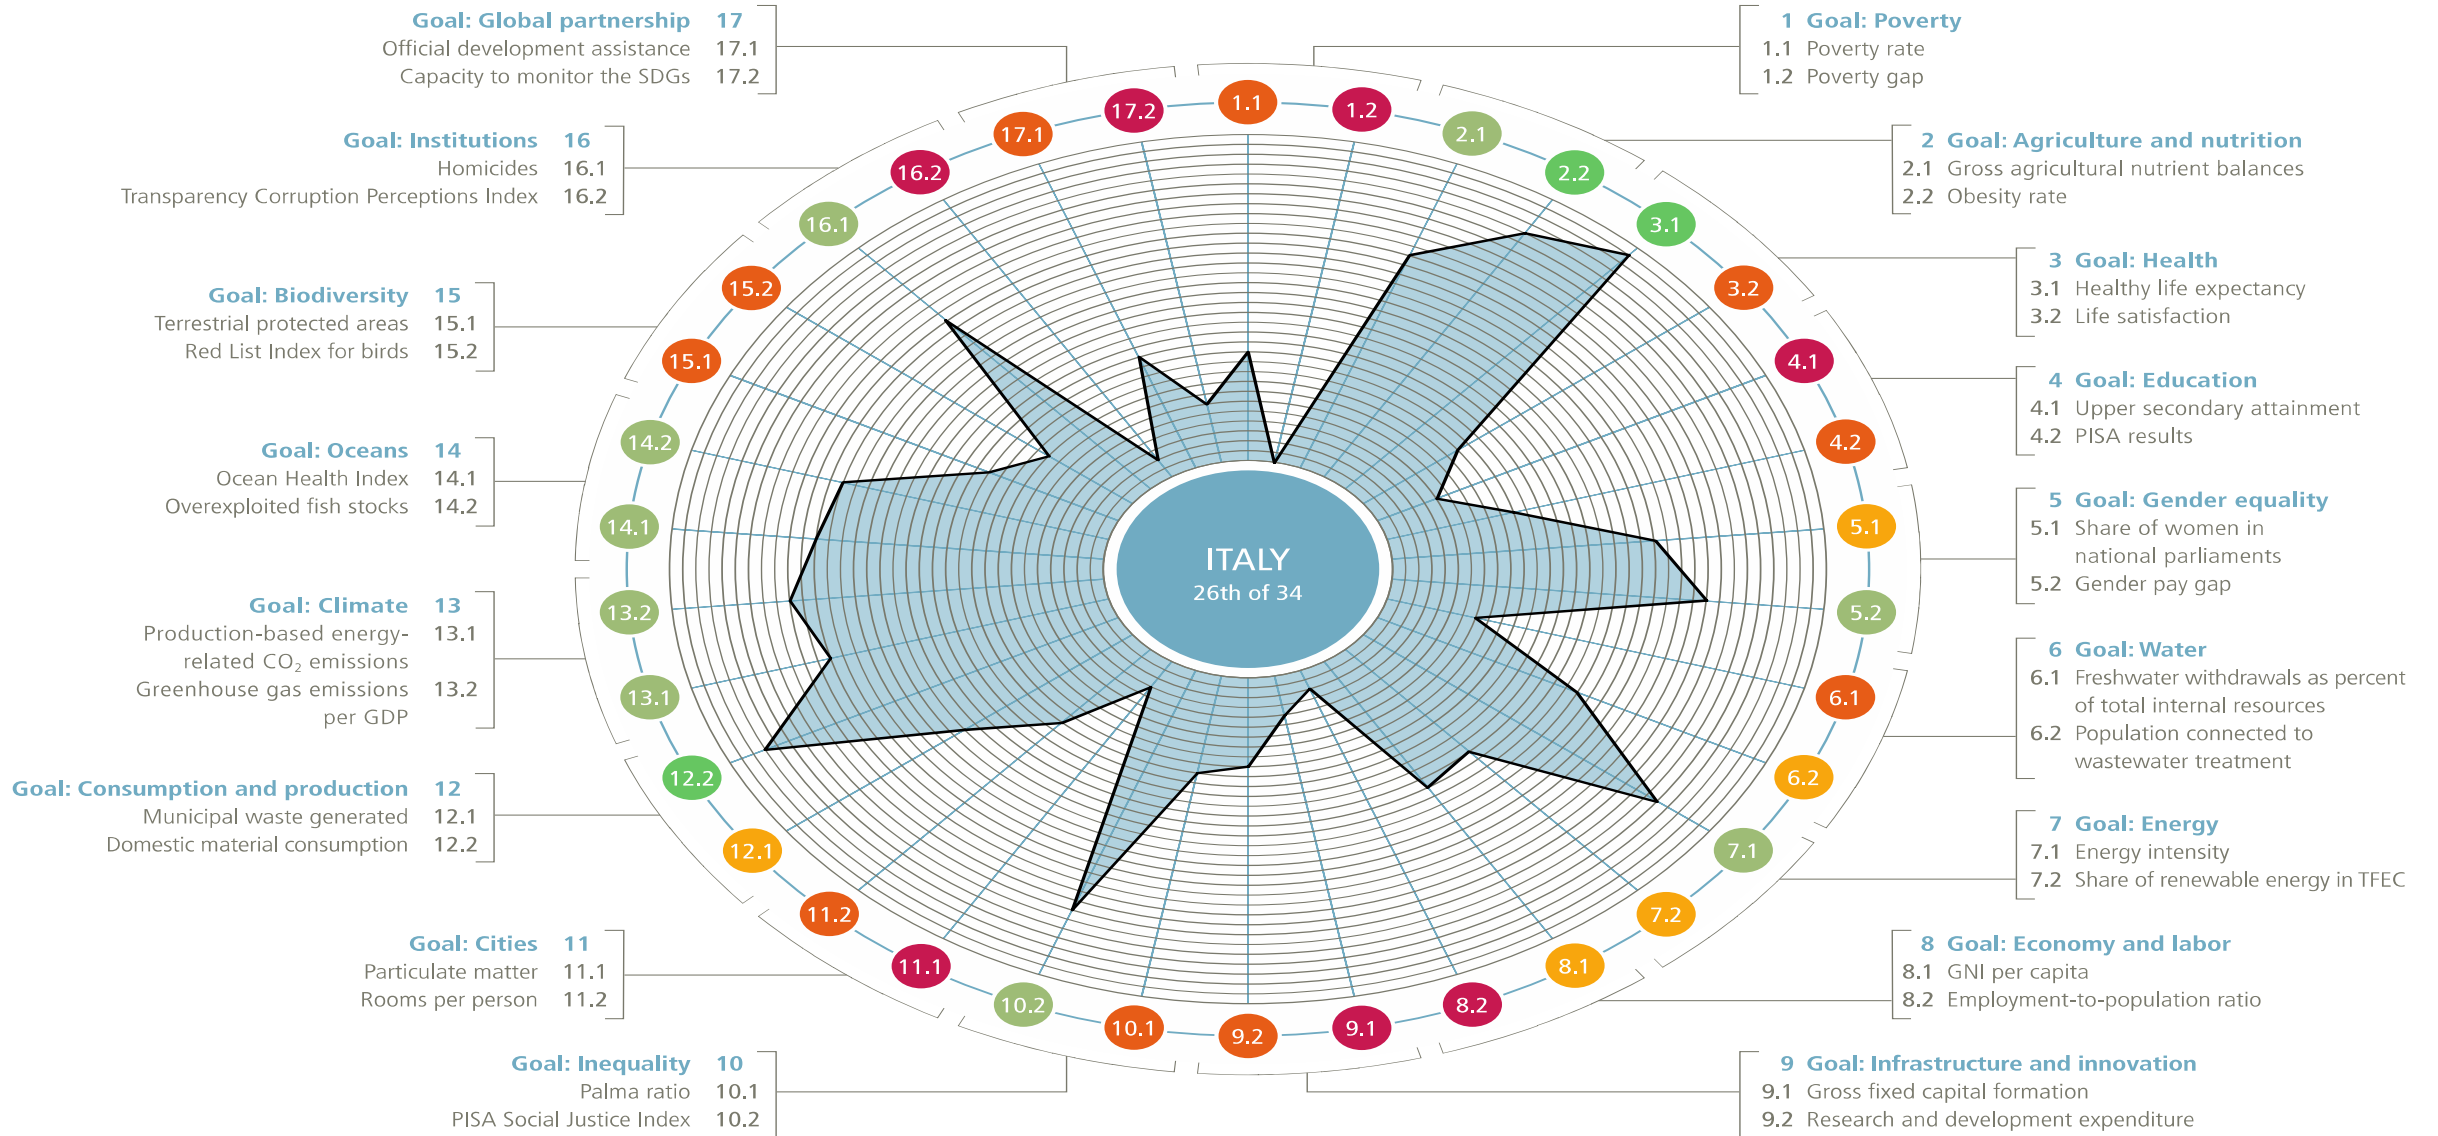 Goal: Global partnership 17
Official development assistance 17.1
Capacity to monitor the SDGs 17.2
Goal: Institutions 16
Homicides 16.1
Transparency Corruption Perceptions Index 16.2
Goal: Biodiversity 15
Terrestrial protected areas 15.1
Red List Index for birds 15.2
Goal: Oceans 14
Ocean Health Index 14.1
Overexploited fish stocks 14.2
Goal: Climate 13
Production-based energy- 13.1
related CO₂ emissions
Greenhouse gas emissions 13.2
per GDP
Goal: Consumption and production 12
Municipal waste generated 12.1
Domestic material consumption 12.2
Goal: Cities 11
Particulate matter 11.1
Rooms per person 11.2
Goal: Inequality 10
Palma ratio 10.1
PISA Social Justice Index 10.2
1.1
1.2
2.1
2.2
3.1
3.2
4.1
4.2
5.1
5.2
6.1
6.2
7.1
7.2
8.1
8.2
9.1
9.2
10.1
10.2
11.1
11.2
12.1
12.2
13.1
13.2
14.1
14.2
15.1
15.2
16.1
16.2
17.1
17.2
ITALY
26th of 34
1 Goal: Poverty
1.1 Poverty rate
1.2 Poverty gap
2 Goal: Agriculture and nutrition
2.1 Gross agricultural nutrient balances
2.2 Obesity rate
3 Goal: Health
3.1 Healthy life expectancy
3.2 Life satisfaction
4 Goal: Education
4.1 Upper secondary attainment
4.2 PISA results
5 Goal: Gender equality
5.1 Share of women in
national parliaments
5.2 Gender pay gap
6 Goal: Water
6.1 Freshwater withdrawals as percent
of total internal resources
6.2 Population connected to
wastewater treatment
7 Goal: Energy
7.1 Energy intensity
7.2 Share of renewable energy in TFEC
8 Goal: Economy and labor
8.1 GNI per capita
8.2 Employment-to-population ratio
9 Goal: Infrastructure and innovation
9.1 Gross fixed capital formation
9.2 Research and development expenditure